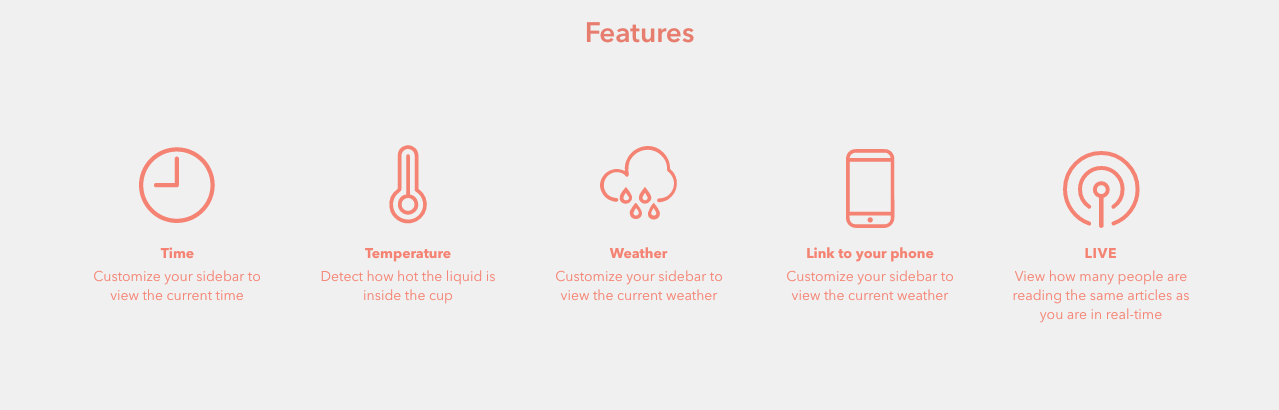 Features
Time
Customize your sidebar to
view the current time
Temperature
Detect how hot the liquid is
inside the cup
Weather
Customize your sidebar to
view the current weather
Link to your phone
Customize your sidebar to
view the current weather
LIVE
View how many people are
reading the same articles as
you are in real-time